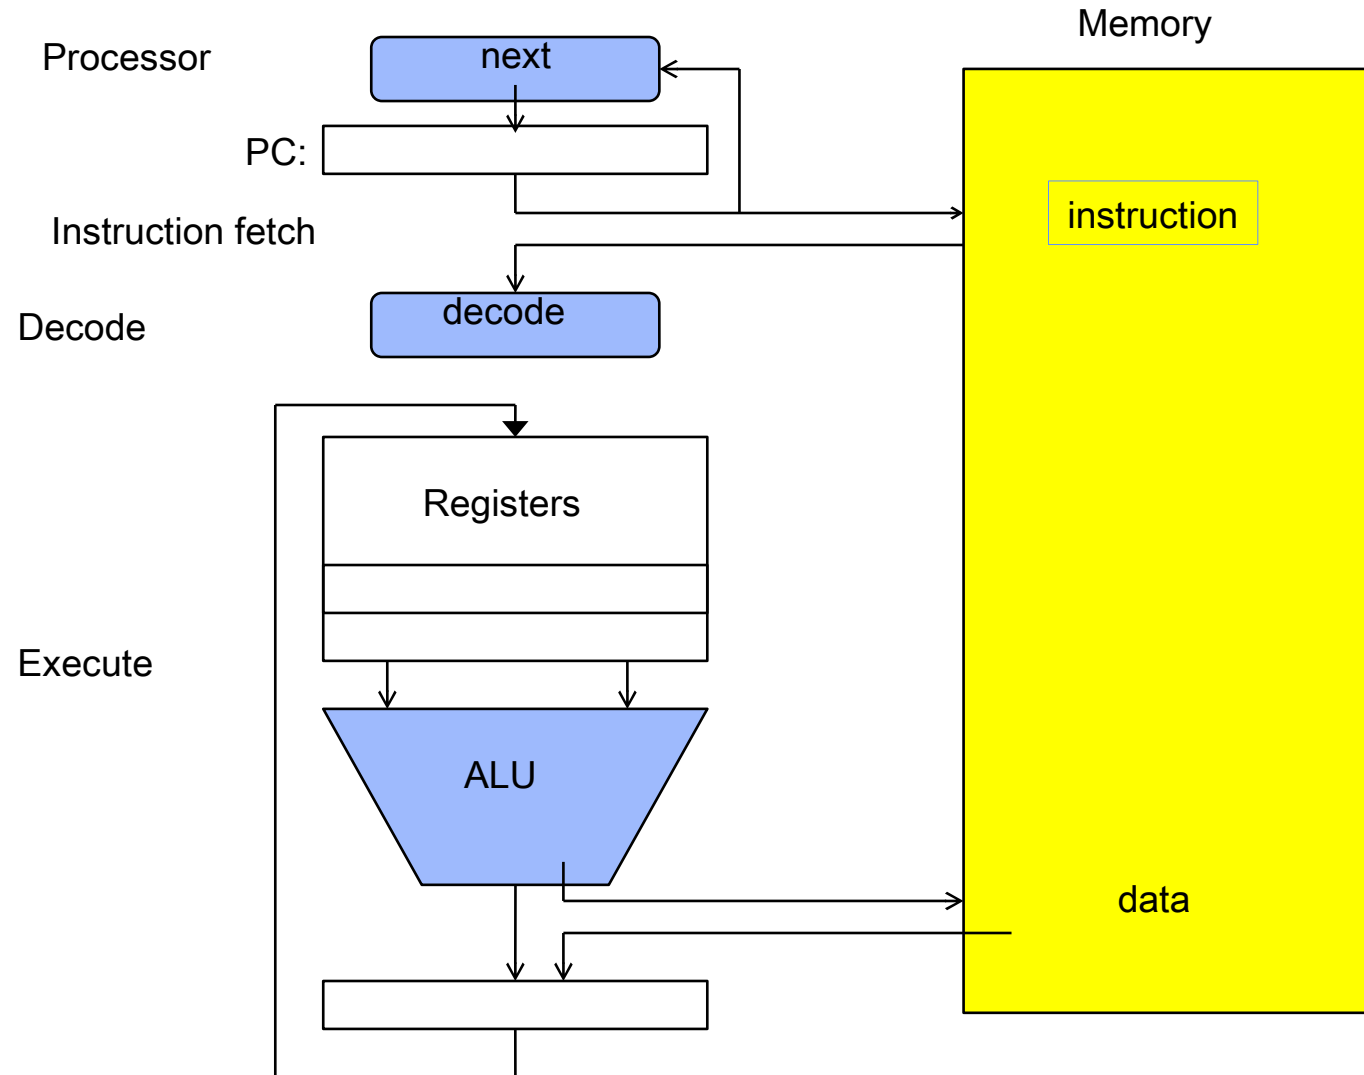 Memory
Processor
next
PC:
instruction
Instruction fetch
decode
Decode
Registers
Execute
ALU
data